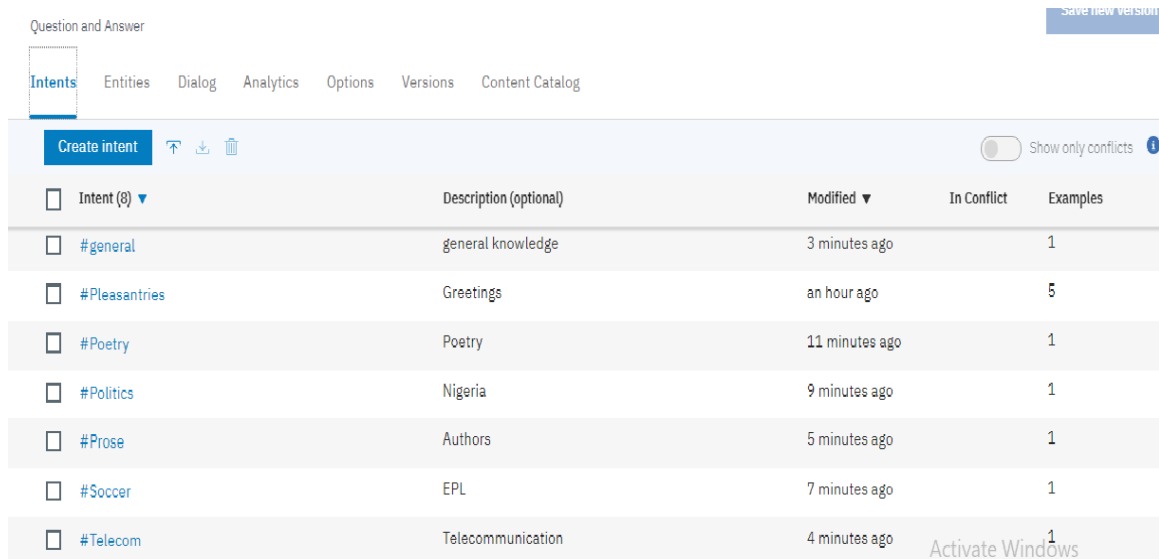 Save new version
Question and Answer
Intents Entities Dialog Analytics Options Versions Content Catalog
Create intent Show only conflicts i
Intent (8) ▼ Description (optional) Modified ▼ In Conflict Examples
#general general knowledge 3 minutes ago 1
#Pleasantries Greetings an hour ago 5
#Poetry Poetry 11 minutes ago 1
#Politics Nigeria 9 minutes ago 1
#Prose Authors 5 minutes ago 1
#Soccer EPL 7 minutes ago 1
#Telecom Telecommunication 4 minutes ago 1
Activate Windows